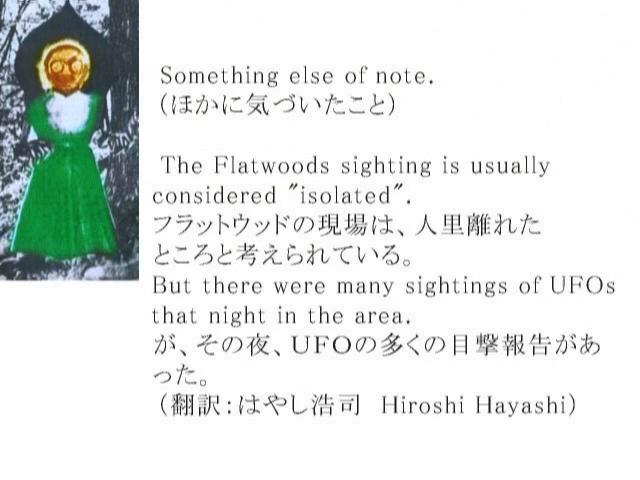 Something else of note.
（ほかに気づいたこと）
The Flatwoods sighting is usually
considered "isolated".
フラットウッドの現場は、人里離れた
ところと考えられている。
But there were many sightings of UFOs
that night in the area.
が、その夜、UFOの多くの目撃報告があ
った。
（翻訳：はやし浩司　Hiroshi Hayashi）